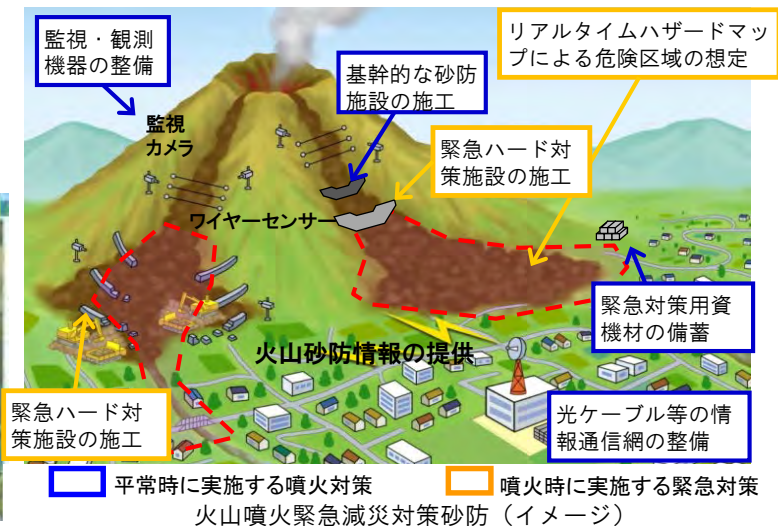 監視・観測
機器の整備
リアルタイムハザードマッ
プによる危険区域の想定
基幹的な砂防
施設の施工
監視
カメラ
緊急ハード対
策施設の施工
ワイヤーセンサー
緊急対策用資
機材の備蓄
火山砂防情報の提供
緊急ハード対
策施設の施工
光ケーブル等の情
報通信網の整備
平常時に実施する噴火対策
噴火時に実施する緊急対策
火山噴火緊急減災対策砂防（イメージ）